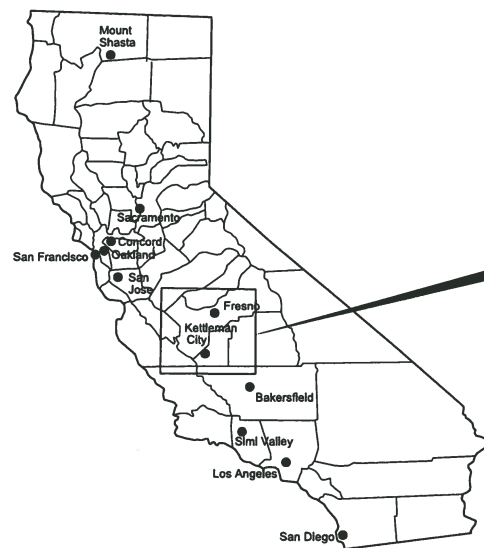 Mount
Shasta
Sacramento
Concord
Oakland
San Francisco
San
Jose
Fresno
Kettleman
City
Bakersfield
Simi Valley
Los Angeles
San Diego